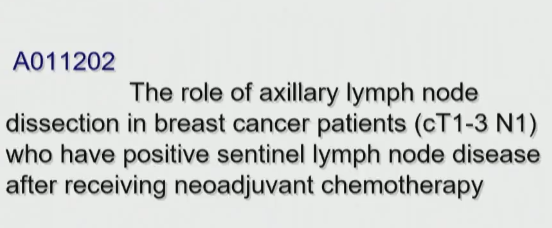 A011202
The role of axillary lymph node
dissection in breast cancer patients (cT1-3 N1)
who have positive sentinel lymph node disease
after receiving neoadjuvant chemotherapy